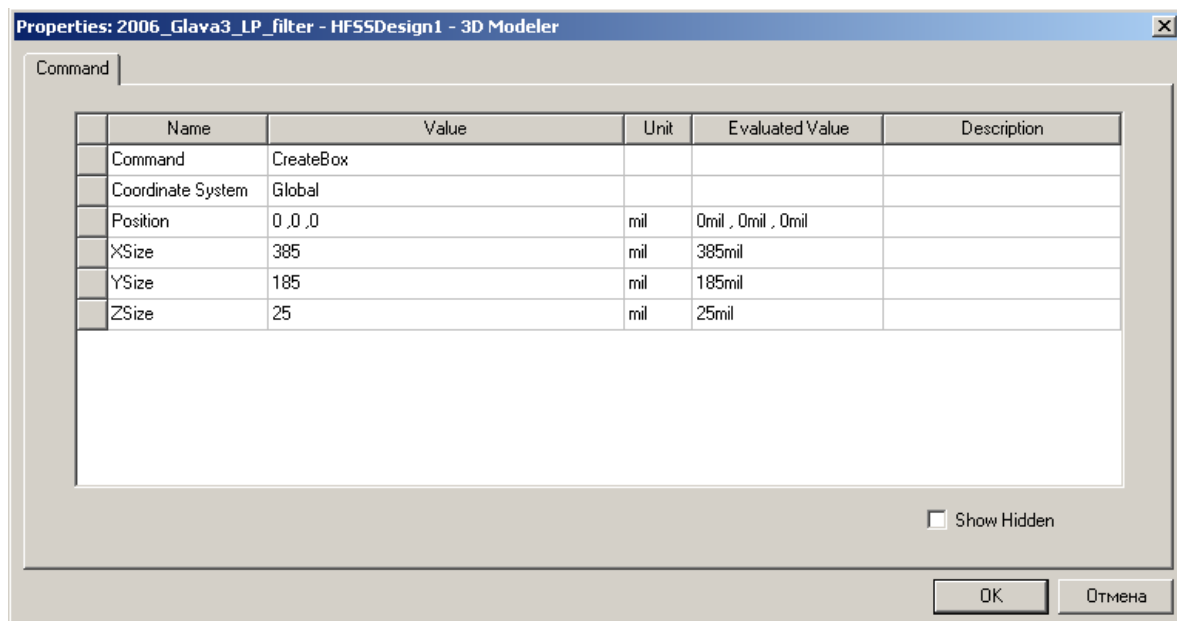 Properties: 2006_Glava3_LP_filter - HFSSDesign1 - 3D Modeler
Command
Name Value Unit Evaluated Value Description
Command CreateBox
Coordinate System Global
Position 0 ,0 ,0 mil 0mil , 0mil , 0mil
XSize 385 mil 385mil
YSize 185 mil 185mil
ZSize 25 mil 25mil
Show Hidden
OK Отмена